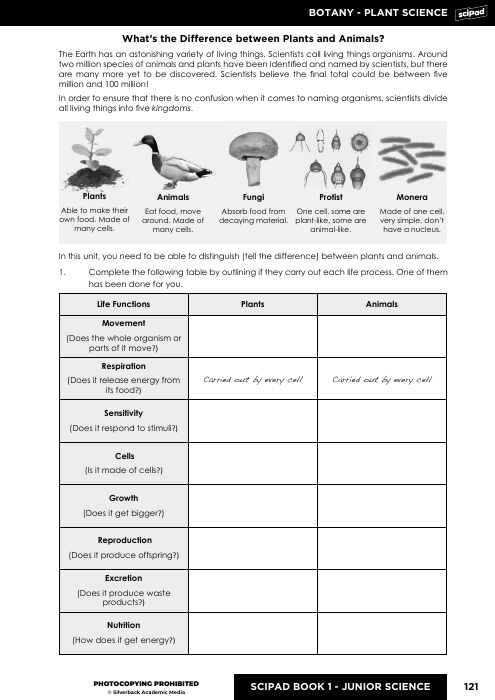 BOTANY - PLANT SCIENCE
scipad
What's the Difference between Plants and Animals?
The Earth has an astonishing variety of living things. Scientists call living things organisms. Around
two million species of animals and plants have been identified and named by scientists, but there
are many more yet to be discovered. Scientists believe the final total could be between five
million and 100 million!
In order to ensure that there is no confusion when it comes to naming organisms, scientists divide
all living things into five kingdoms.
Plants
Able to make their
own food. Made of
many cells.
Animals
Eat food, move
around. Made of
many cells.
Fungi
Absorb food from
decaying material.
Protist
One cell, some are
plant-like, some are
animal-like.
Monera
Made of one cell,
very simple, don't
have a nucleus.
In this unit, you need to be able to distinguish (tell the difference) between plants and animals.
1. Complete the following table by outlining if they carry out each life process. One of them
has been done for you.
Life Functions Plants Animals
Movement
(Does the whole organism or
parts of it move?)
Respiration
(Does it release energy from
its food?)
Carried out by every cell Carried out by every cell
Sensitivity
(Does it respond to stimuli?)
Cells
(Is it made of cells?)
Growth
(Does it get bigger?)
Reproduction
(Does it produce offspring?)
Excretion
(Does it produce waste
products?)
Nutrition
(How does it get energy?)
PHOTOCOPYING PROHIBITED
© Silverback Academic Media
SCIPAD BOOK 1 - JUNIOR SCIENCE
121